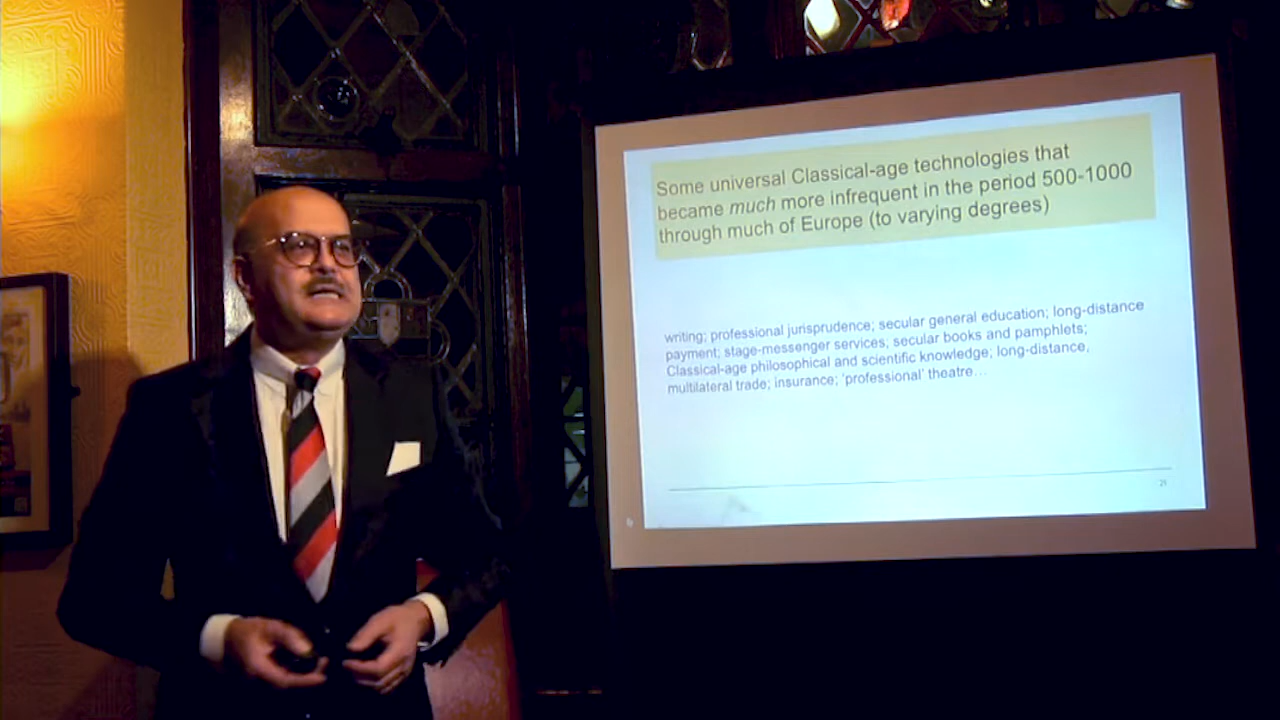 Some universal Classical-age technologies that
became much more infrequent in the period 500-1000
through much of Europe (to varying degrees)
writing; professional jurisprudence; secular general education; long-distance
payment; stage-messenger services; secular books and pamphlets;
Classical-age philosophical and scientific knowledge; long-distance,
multilateral trade; insurance; 'professional' theatre…